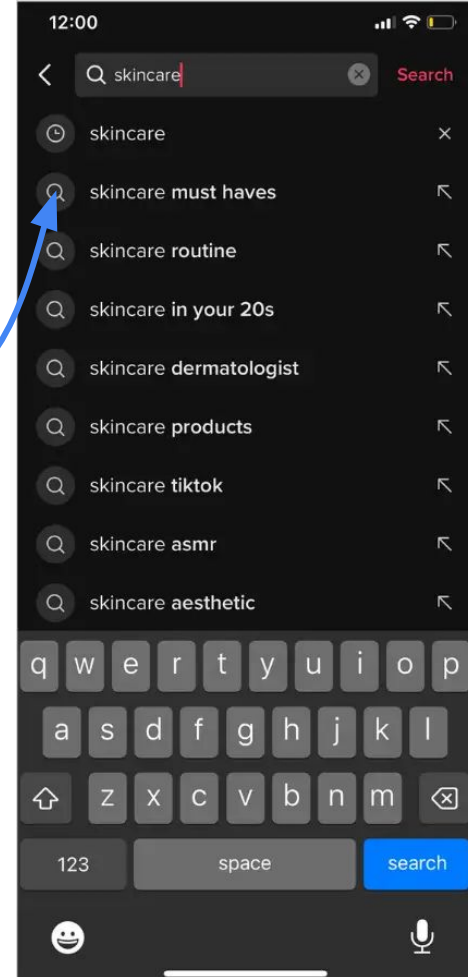 12:00
skincare
Search
skincare
skincare must haves
skincare routine
skincare in your 20s
skincare dermatologist
skincare products
skincare tiktok
skincare asmr
skincare aesthetic
q w e r t y u i o p
a s d f g h j k l
z x c v b n m
123 space search